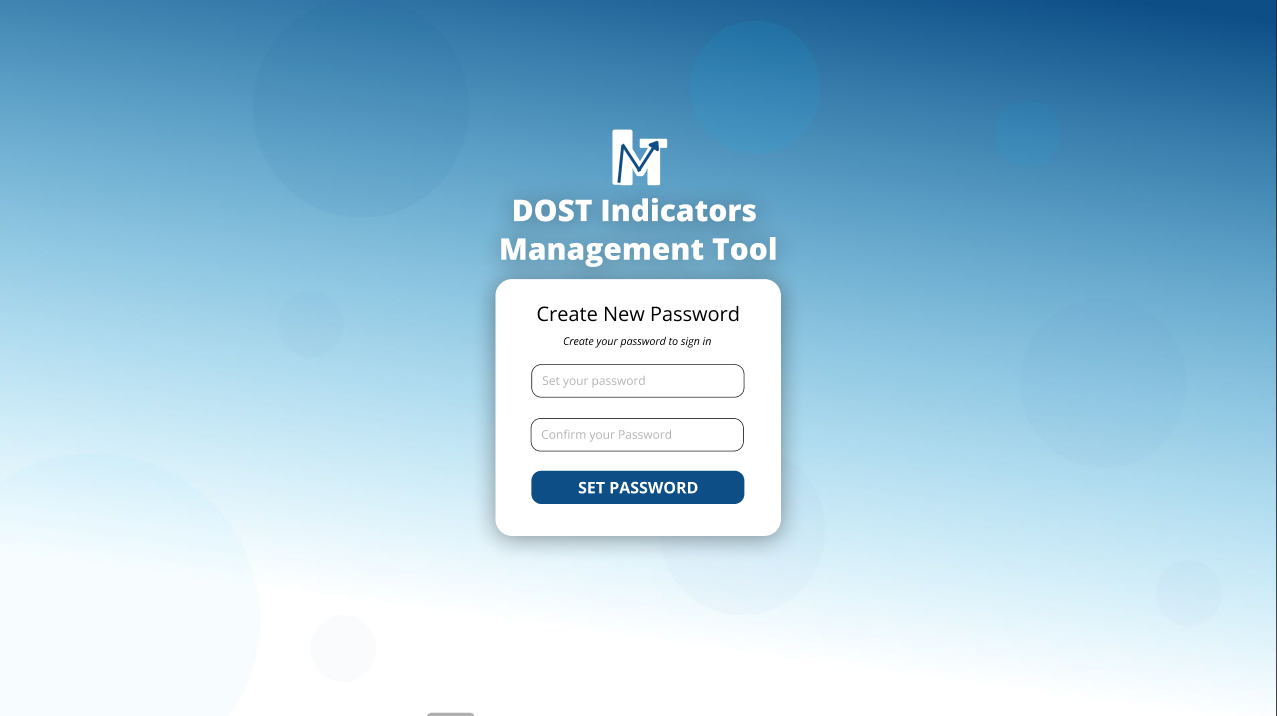 DOST Indicators
Management Tool
Create New Password
Create your password to sign in
Set your password
Confirm your Password
SET PASSWORD